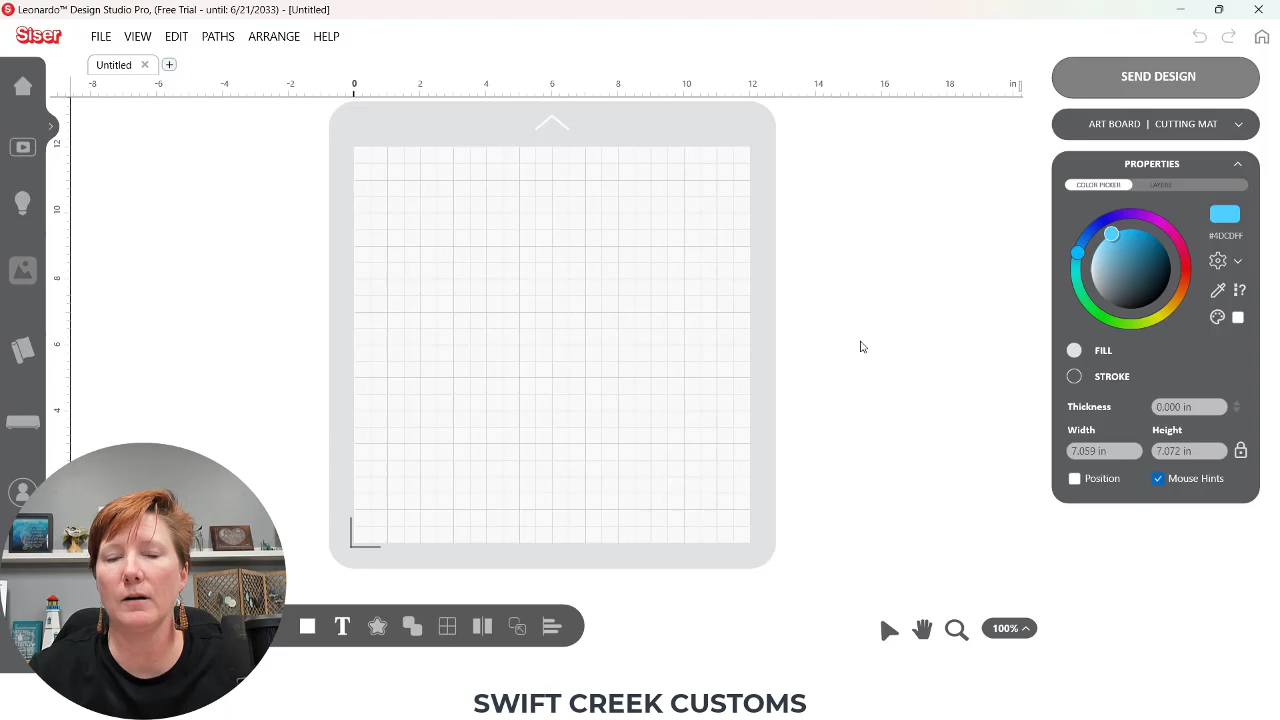 Leonardo™ Design Studio Pro, (Free Trial - until: 6/21/2033) - [Untitled]
Siser FILE VIEW EDIT PATHS ARRANGE HELP
Untitled
-8 -6 -4 -2 0 2 4 6 8 10 12 14 16 18 in
12
10
8
6
4
SEND DESIGN
ART BOARD | CUTTING MAT
PROPERTIES
COLOR PICKER LAYERS
#4DCDFF
FILL
STROKE
Thickness 0.000 in
Width Height
7.059 in 7.072 in
Position Mouse Hints
T 100%
SWIFT CREEK CUSTOMS